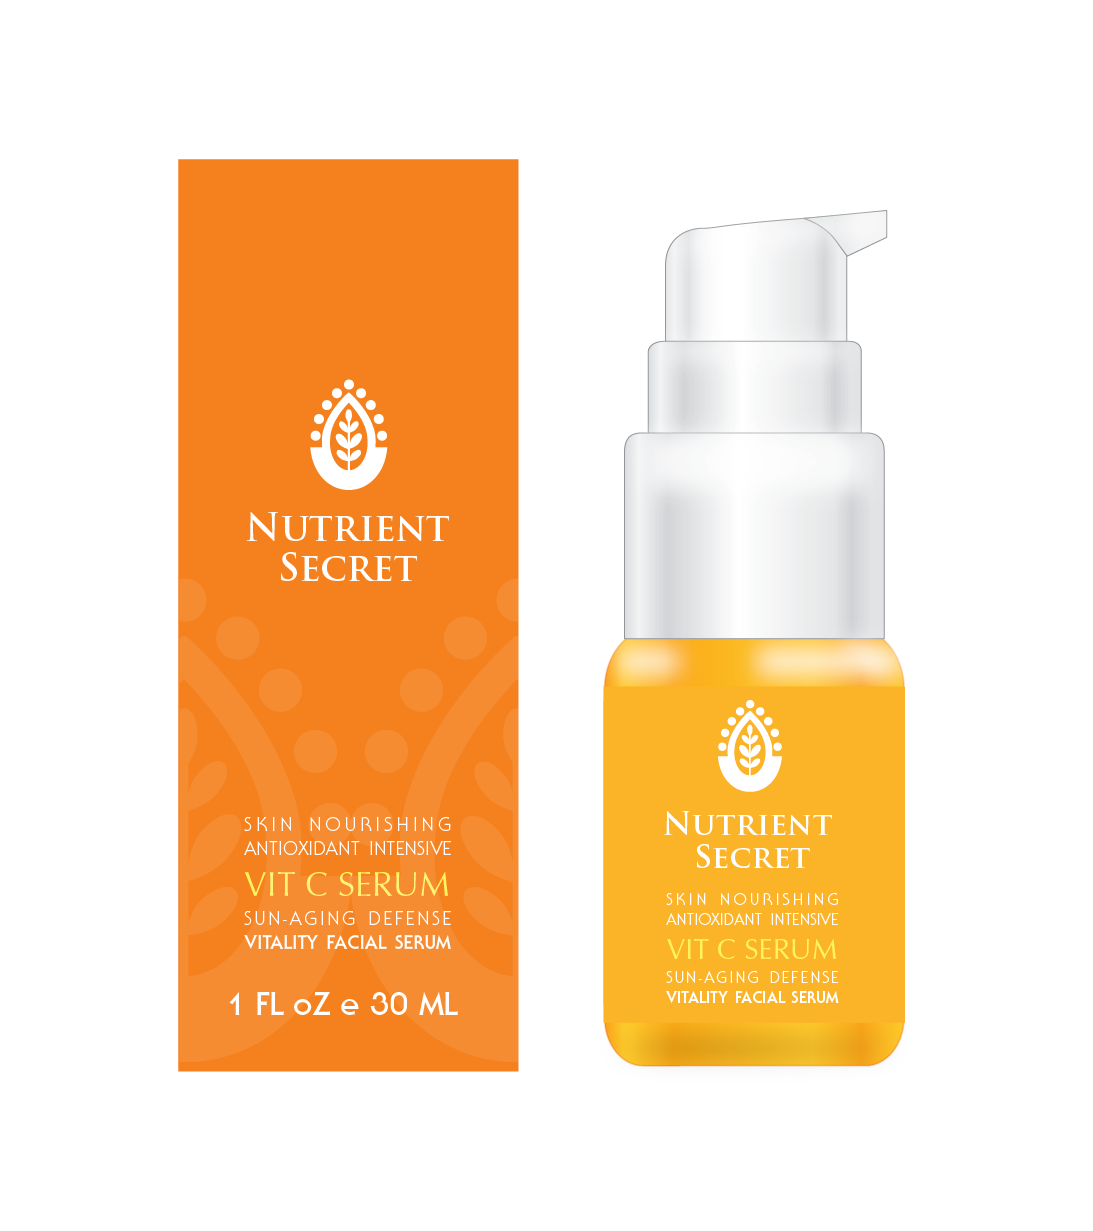 NUTRIENT
SECRET
SKIN NOURISHING
ANTIOXIDANT INTENSIVE
VIT C SERUM
SUN-AGING DEFENSE
VITALITY FACIAL SERUM
1 FL oZ e 30 ML
NUTRIENT
SECRET
SKIN NOURISHING
ANTIOXIDANT INTENSIVE
VIT C SERUM
SUN-AGING DEFENSE
VITALITY FACIAL SERUM